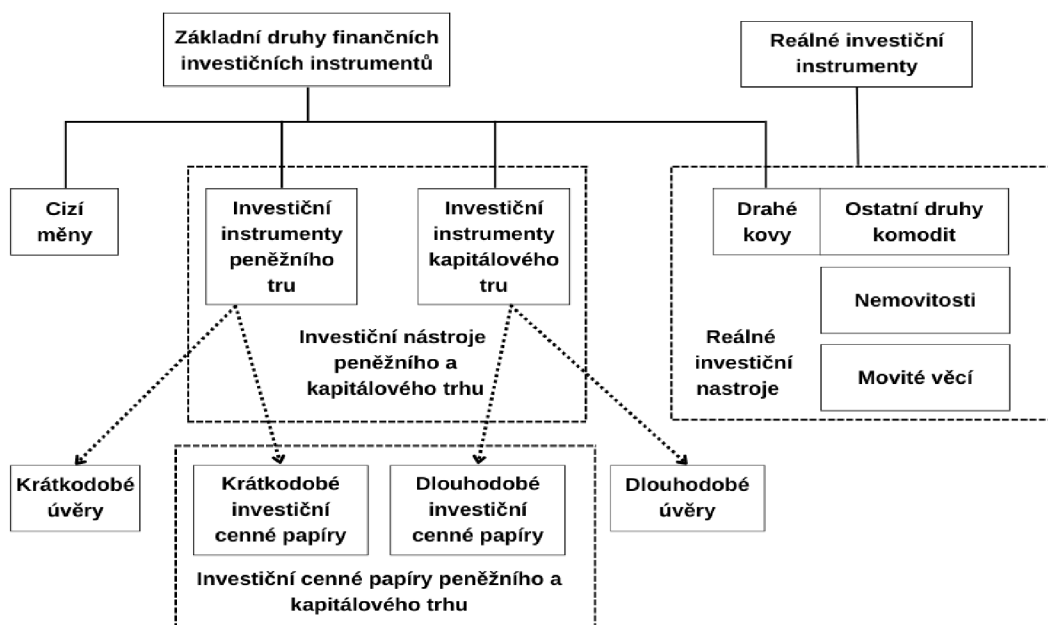 Základní druhy finančních
investičních instrumentů
Reálné investiční
instrumenty
Cizí
měny
Investiční
instrumenty
peněžního
tru
Investiční
instrumenty
kapitálového
tru
Drahé
kovy
Ostatní druhy
komodit
Nemovitosti
Movité věcí
Reálné
investiční
nastroje
Investiční nástroje
peněžního a
kapitálového trhu
Krátkodobé
úvěry
Krátkodobé
investiční
cenné papíry
Dlouhodobé
investiční
cenné papíry
Dlouhodobé
úvěry
Investiční cenné papíry peněžního a
kapitálového trhu